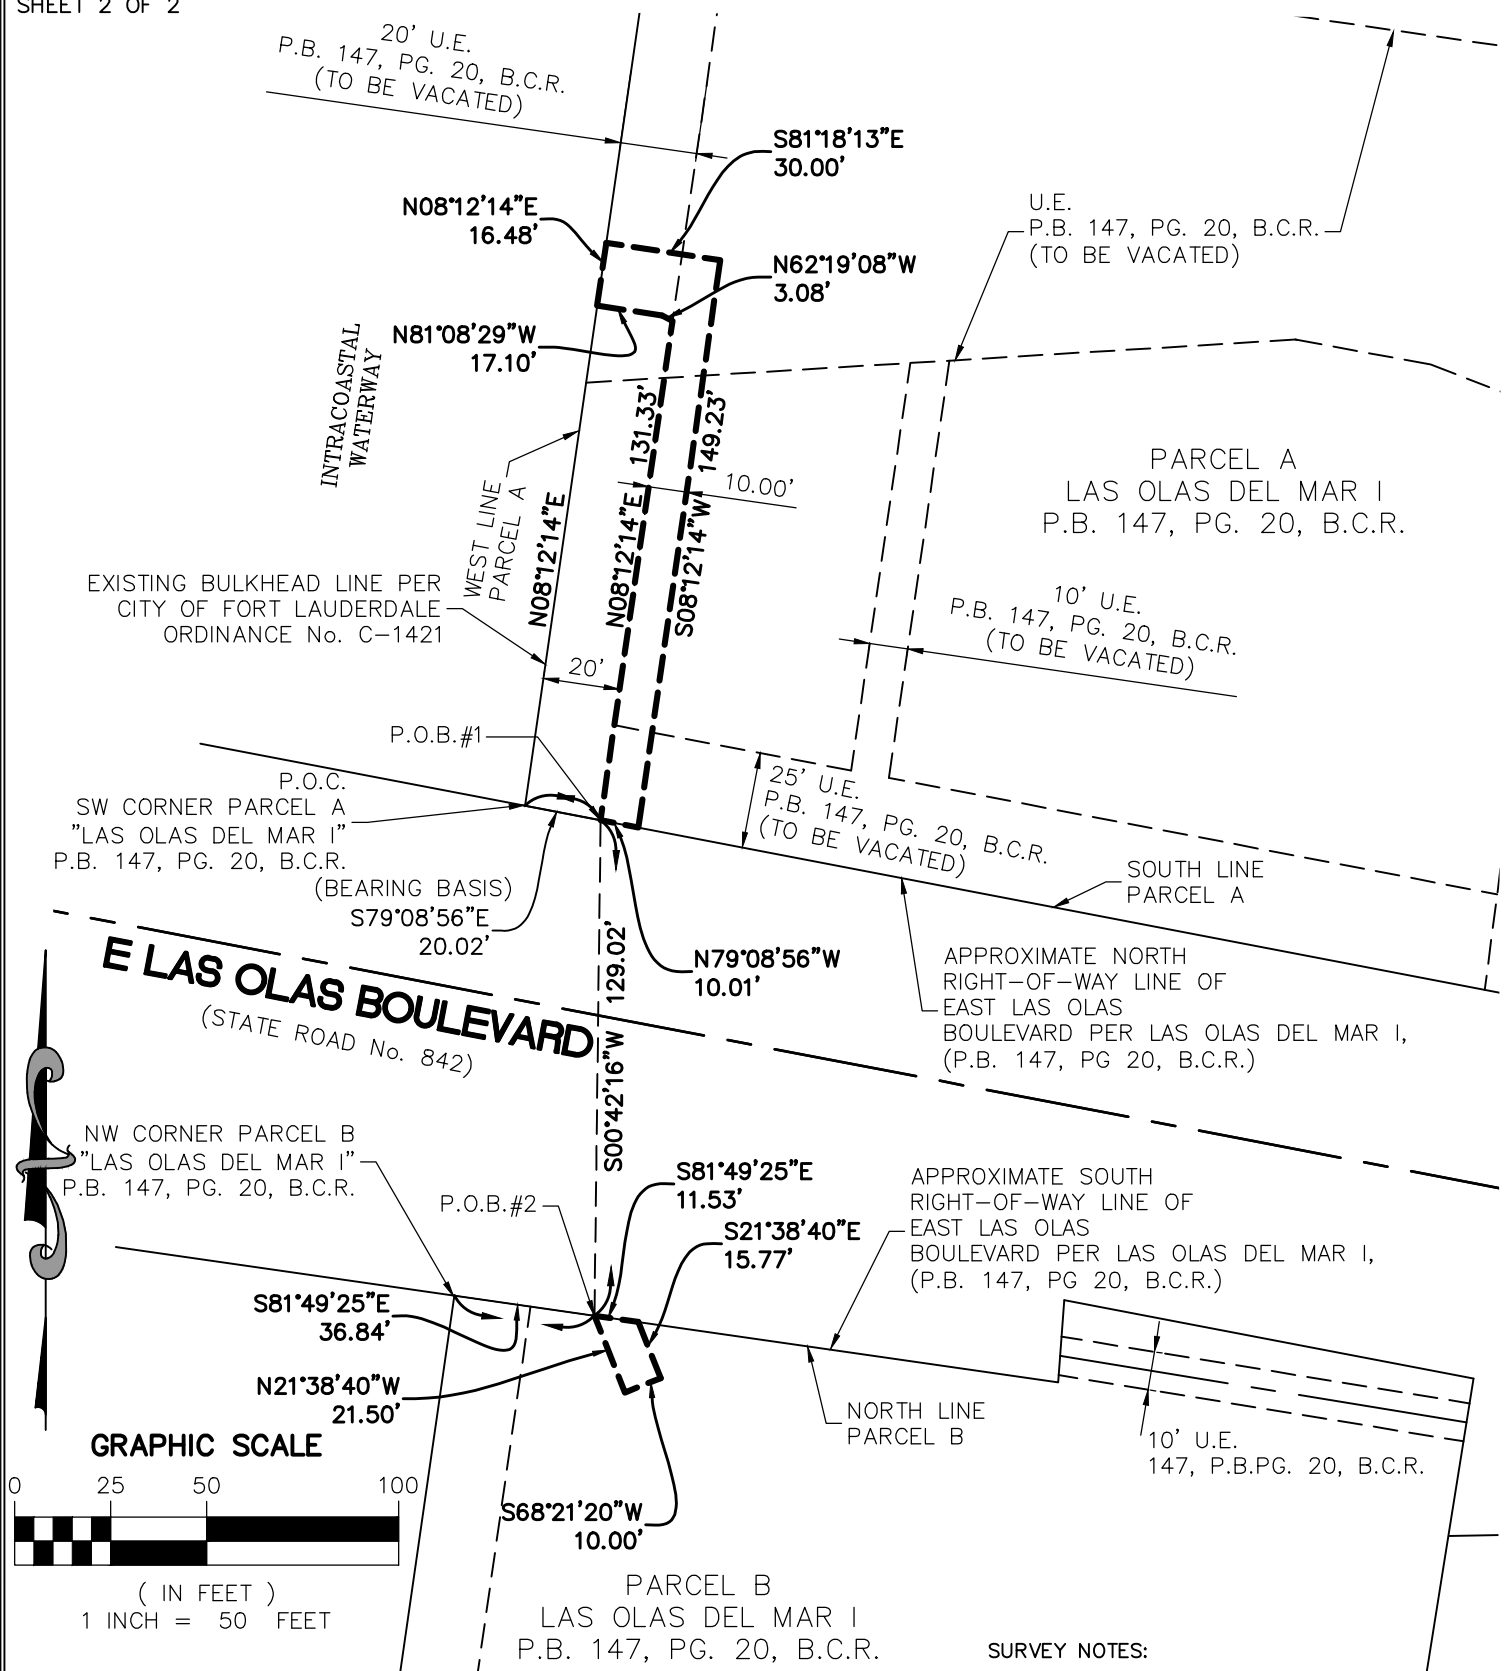 SHEET 2 OF 2
20' U.E.
P.B. 147, PG. 20, B.C.R.
(TO BE VACATED)
S81°18'13"E
30.00'
N08°12'14"E
16.48'
U.E.
P.B. 147, PG. 20, B.C.R.
(TO BE VACATED)
N62°19'08"W
3.08'
N81°08'29"W
17.10'
INTRACOASTAL
WATERWAY
131.33'
149.23'
10.00'
WEST LINE
PARCEL A
N08°12'14"E
N08°12'14"E
S08°12'14"W
PARCEL A
LAS OLAS DEL MAR I
P.B. 147, PG. 20, B.C.R.
EXISTING BULKHEAD LINE PER
CITY OF FORT LAUDERDALE
ORDINANCE No. C-1421
10' U.E.
P.B. 147, PG. 20, B.C.R.
(TO BE VACATED)
20'
P.O.B.#1
P.O.C.
SW CORNER PARCEL A
"LAS OLAS DEL MAR I"
P.B. 147, PG. 20, B.C.R.
25' U.E.
P.B. 147, PG. 20, B.C.R.
(TO BE VACATED)
SOUTH LINE
PARCEL A
(BEARING BASIS)
S79°08'56"E
20.02'
N79°08'56"W
10.01'
E LAS OLAS BOULEVARD
(STATE ROAD No. 842)
S00°42'16"W 129.02'
APPROXIMATE NORTH
RIGHT-OF-WAY LINE OF
EAST LAS OLAS
BOULEVARD PER LAS OLAS DEL MAR I,
(P.B. 147, PG 20, B.C.R.)
NW CORNER PARCEL B
"LAS OLAS DEL MAR I"
P.B. 147, PG. 20, B.C.R.
P.O.B.#2
S81°49'25"E
11.53'
S21°38'40"E
15.77'
APPROXIMATE SOUTH
RIGHT-OF-WAY LINE OF
EAST LAS OLAS
BOULEVARD PER LAS OLAS DEL MAR I,
(P.B. 147, PG 20, B.C.R.)
S81°49'25"E
36.84'
N21°38'40"W
21.50'
NORTH LINE
PARCEL B
10' U.E.
147, P.B.PG. 20, B.C.R.
GRAPHIC SCALE
0 25 50 100
( IN FEET )
1 INCH = 50 FEET
S68°21'20"W
10.00'
PARCEL B
LAS OLAS DEL MAR I
P.B. 147, PG. 20, B.C.R.
SURVEY NOTES: